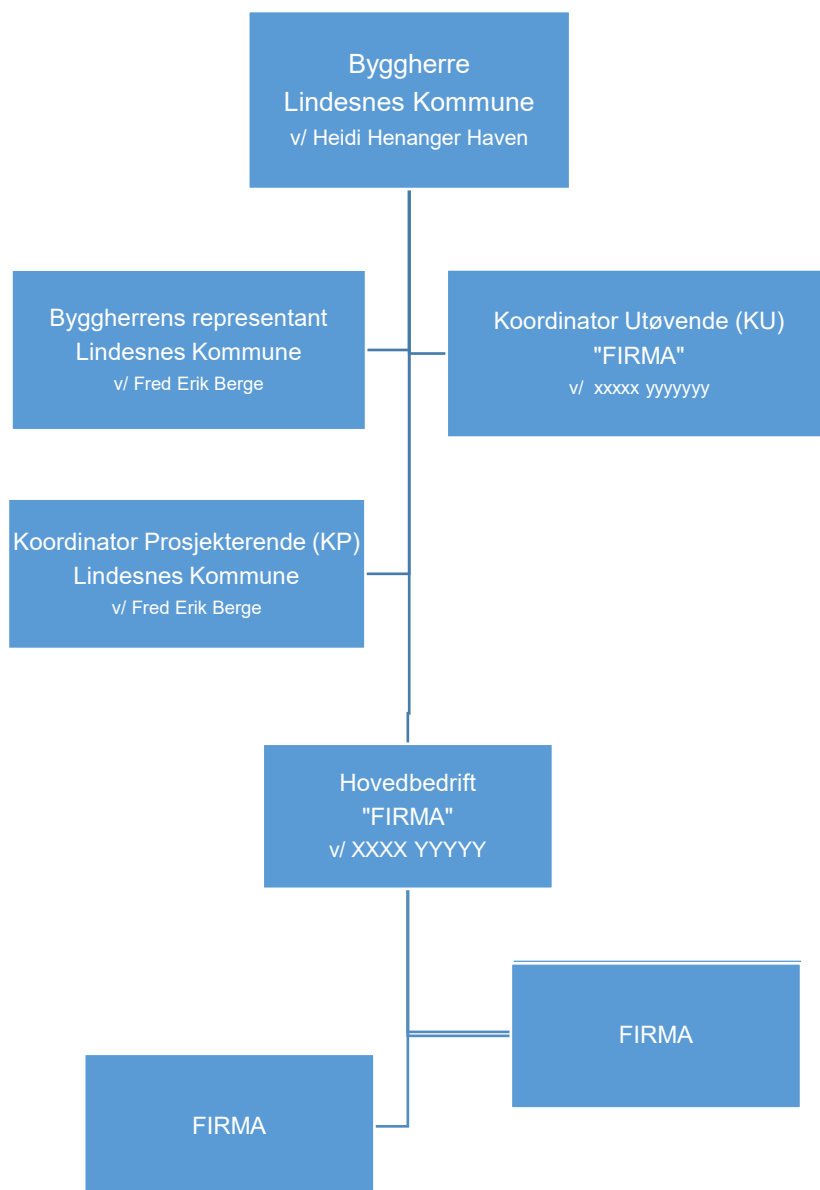 Byggherre
Lindesnes Kommune
v/ Heidi Henanger Haven
Byggherrens representant
Lindesnes Kommune
v/ Fred Erik Berge
Koordinator Utøvende (KU)
"FIRMA"
v/ xxxxx yyyyyyy
Koordinator Prosjekterende (KP)
Lindesnes Kommune
v/ Fred Erik Berge
Hovedbedrift
"FIRMA"
v/ XXXX YYYYY
FIRMA
FIRMA